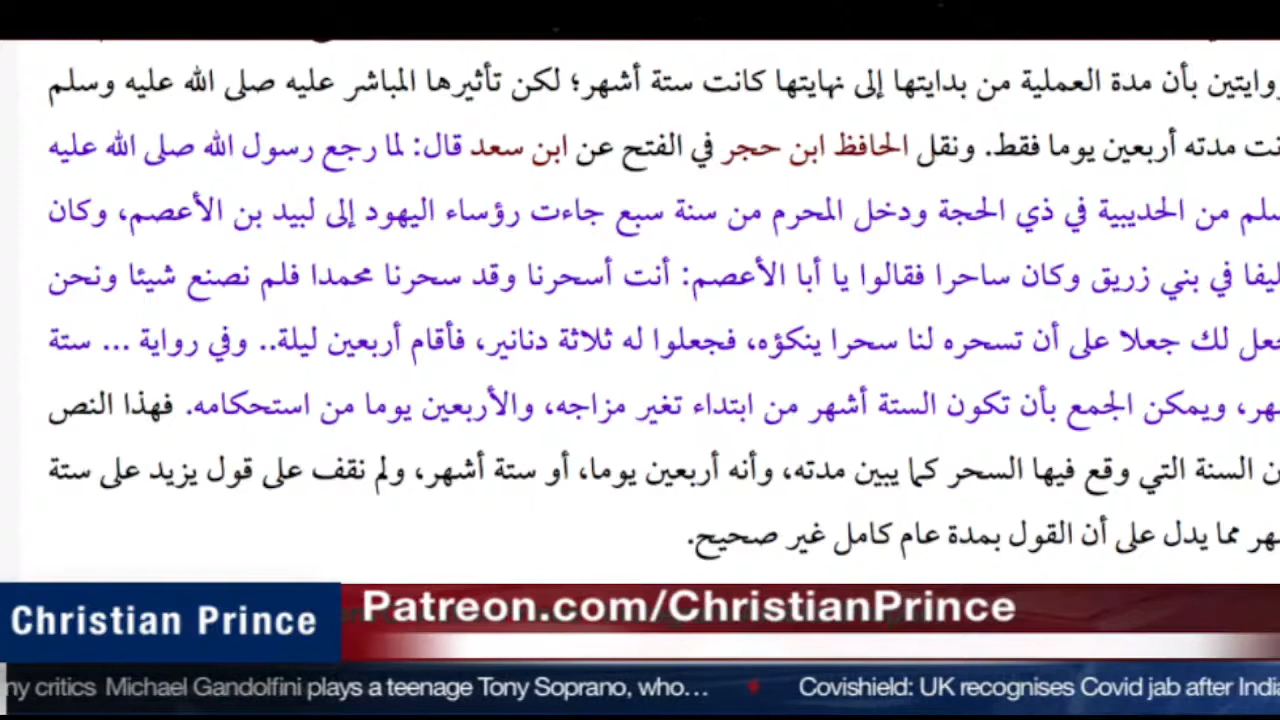 وايتين بأن مدة العملية من بدايتها إلى نهايتها كانت ستة أشهر؛ لكن تأثيرها المباشر عليه صلى الله عليه وسلم
نت مدته أربعين يوما فقط. ونقل الحافظ ابن حجر في الفتح عن ابن سعد قال: لما رجع رسول الله صلى الله عليه
سلم من الحديبية في ذي الحجة ودخل المحرم من سنة سبع جاءت رؤساء اليهود إلى لبيد بن الأعصم، وكان
ليفا في بني زريق وكان ساحرا فقالوا يا أبا الأعصم: أنت أسحرنا وقد سحرنا محمدا فلم نصنع شيئا ونحن
جعل لك جعلا على أن تسحره لنا سحرا ينكؤه، فجعلوا له ثلاثة دنانير، فأقام أربعين ليلة.. وفي رواية ... ستة
هر، ويمكن الجمع بأن تكون الستة أشهر من ابتداء تغير مزاجه، والأربعين يوما من استحكامه. فهذا النص
ن السنة التي وقع فيها السحر كما يبين مدته، وأنه أربعين يوما، أو ستة أشهر، ولم نقف على قول يزيد على ستة
هر مما يدل على أن القول بمدة عام كامل غير صحيح.
Christian Prince
Patreon.com/ChristianPrince
ny critics Michael Gandolfini plays a teenage Tony Soprano, who... Covishield: UK recognises Covid jab after India